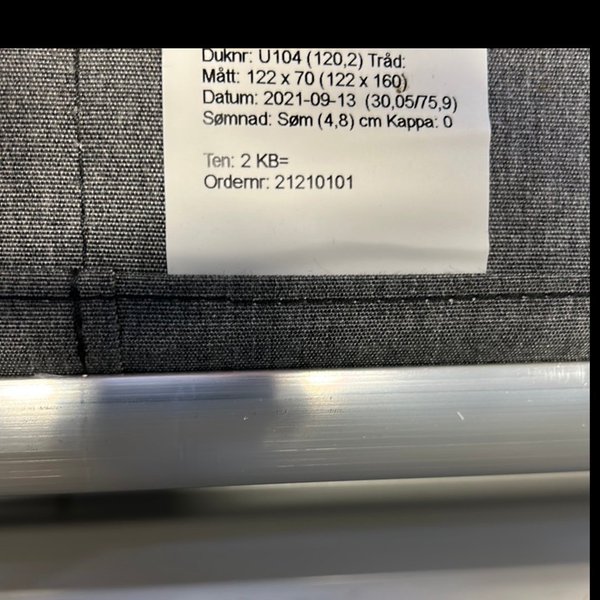 Duknr: U104 (120,2) Tråd:
Mått: 122 x 70 (122 x 160)
Datum: 2021-09-13 (30,05/75,9)
Sømnad: Søm (4,8) cm Kappa: 0
Ten: 2 KB=
Ordernr: 21210101